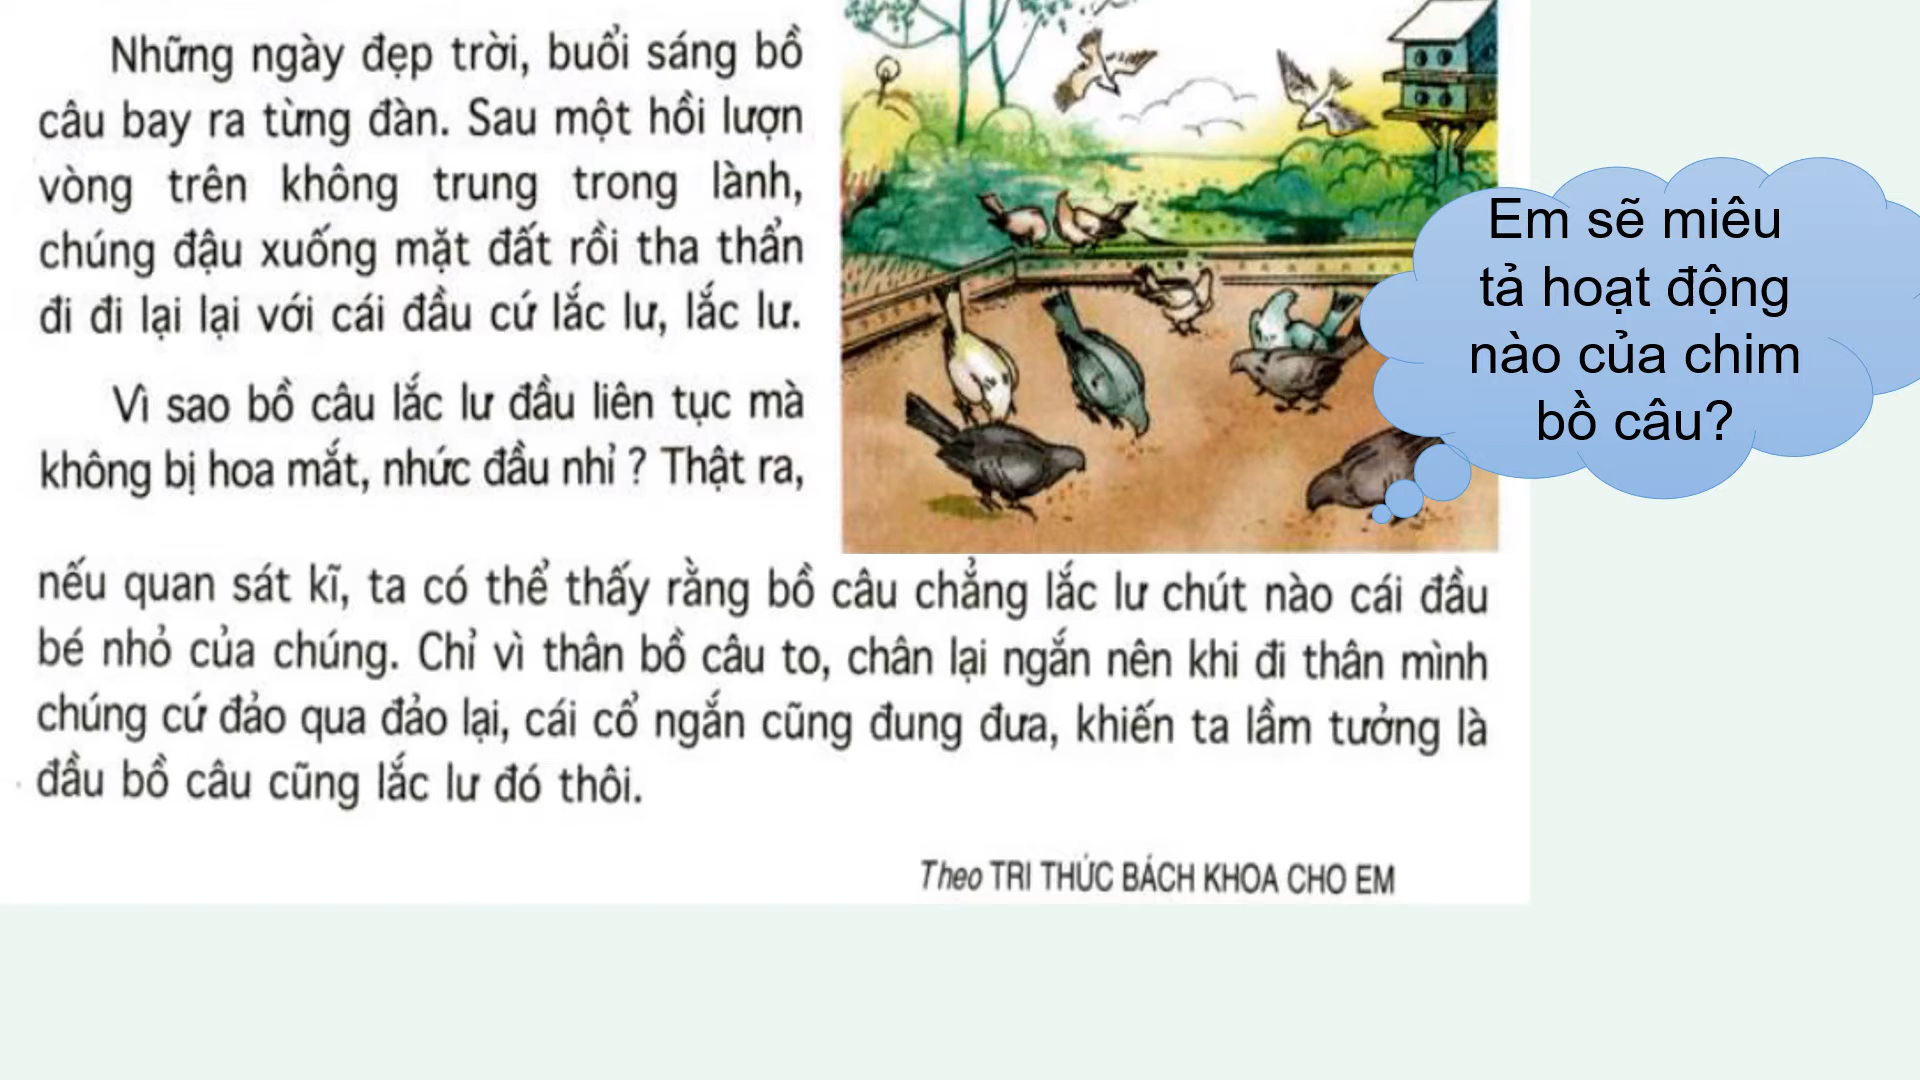 Những ngày đẹp trời, buổi sáng bồ
câu bay ra từng đàn. Sau một hồi lượn
vòng trên không trung trong lành,
chúng đậu xuống mặt đất rồi tha thẩn
đi đi lại lại với cái đầu cứ lắc lư, lắc lư.
Vì sao bồ câu lắc lư đầu liên tục mà
không bị hoa mắt, nhức đầu nhỉ ? Thật ra,
nếu quan sát kĩ, ta có thể thấy rằng bồ câu chẳng lắc lư chút nào cái đầu
bé nhỏ của chúng. Chỉ vì thân bồ câu to, chân lại ngắn nên khi đi thân mình
chúng cứ đảo qua đảo lại, cái cổ ngắn cũng đung đưa, khiến ta lầm tưởng là
đầu bồ câu cũng lắc lư đó thôi.
Theo TRI THỨC BÁCH KHOA CHO EM
Em sẽ miêu
tả hoạt động
nào của chim
bồ câu?